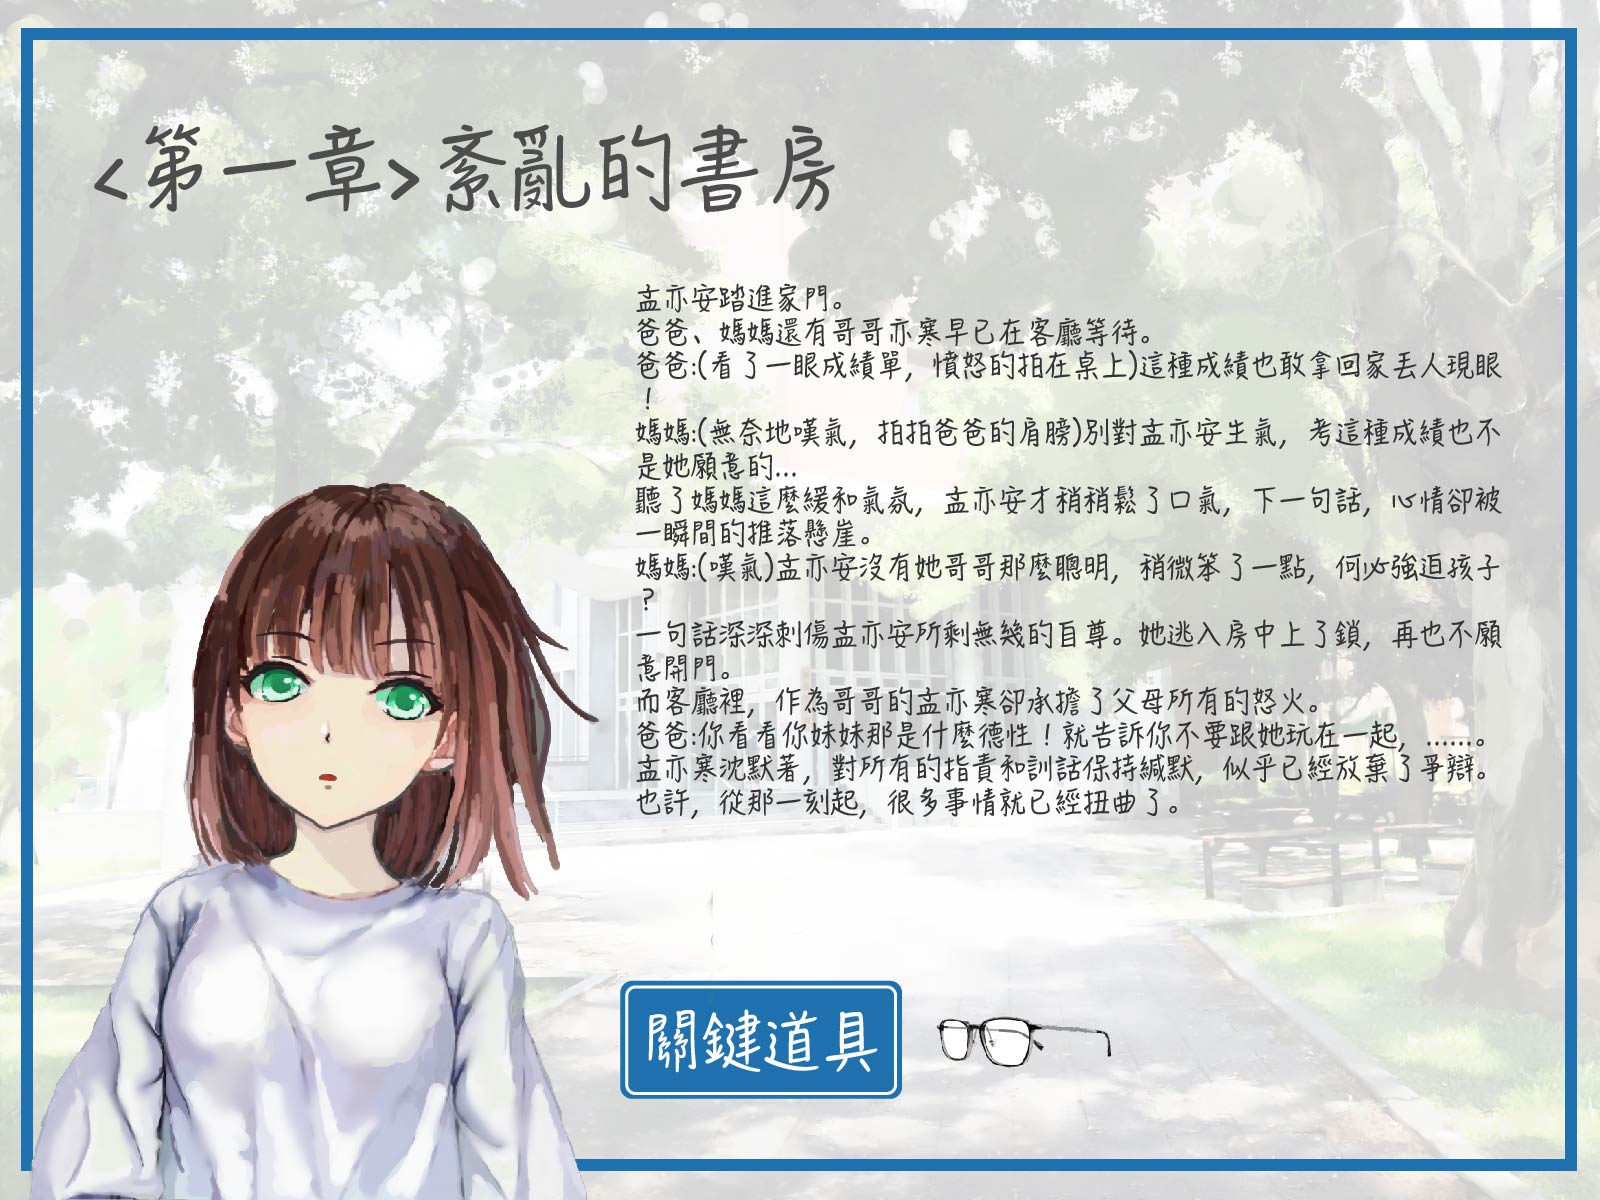 <第一章>紊亂的書房
孟亦安踏進家門。
爸爸、媽媽還有哥哥亦寒早已在客廳等待。
爸爸:(看了一眼成績單，憤怒的拍在桌上)這種成績也敢拿回家丟人現眼
！
媽媽:(無奈地嘆氣，拍拍爸爸的肩膀)別對孟亦安生氣，考這種成績也不
是她願意的...
聽了媽媽這麼緩和氣氛，孟亦安才稍稍鬆了口氣，下一句話，心情卻被
一瞬間的推落懸崖。
媽媽:(嘆氣)孟亦安沒有她哥哥那麼聰明，稍微笨了一點，何必強迫孩子
？
一句話深深刺傷孟亦安所剩無幾的自尊。她逃入房中上了鎖，再也不願
意開門。
而客廳裡，作為哥哥的孟亦寒卻承擔了父母所有的怒火。
爸爸:你看看你妹妹那是什麼德性！就告訴你不要跟她玩在一起，......。
孟亦寒沈默著，對所有的指責和訓話保持緘默，似乎已經放棄了爭辯。
也許，從那一刻起，很多事情就已經扭曲了。
關鍵道具